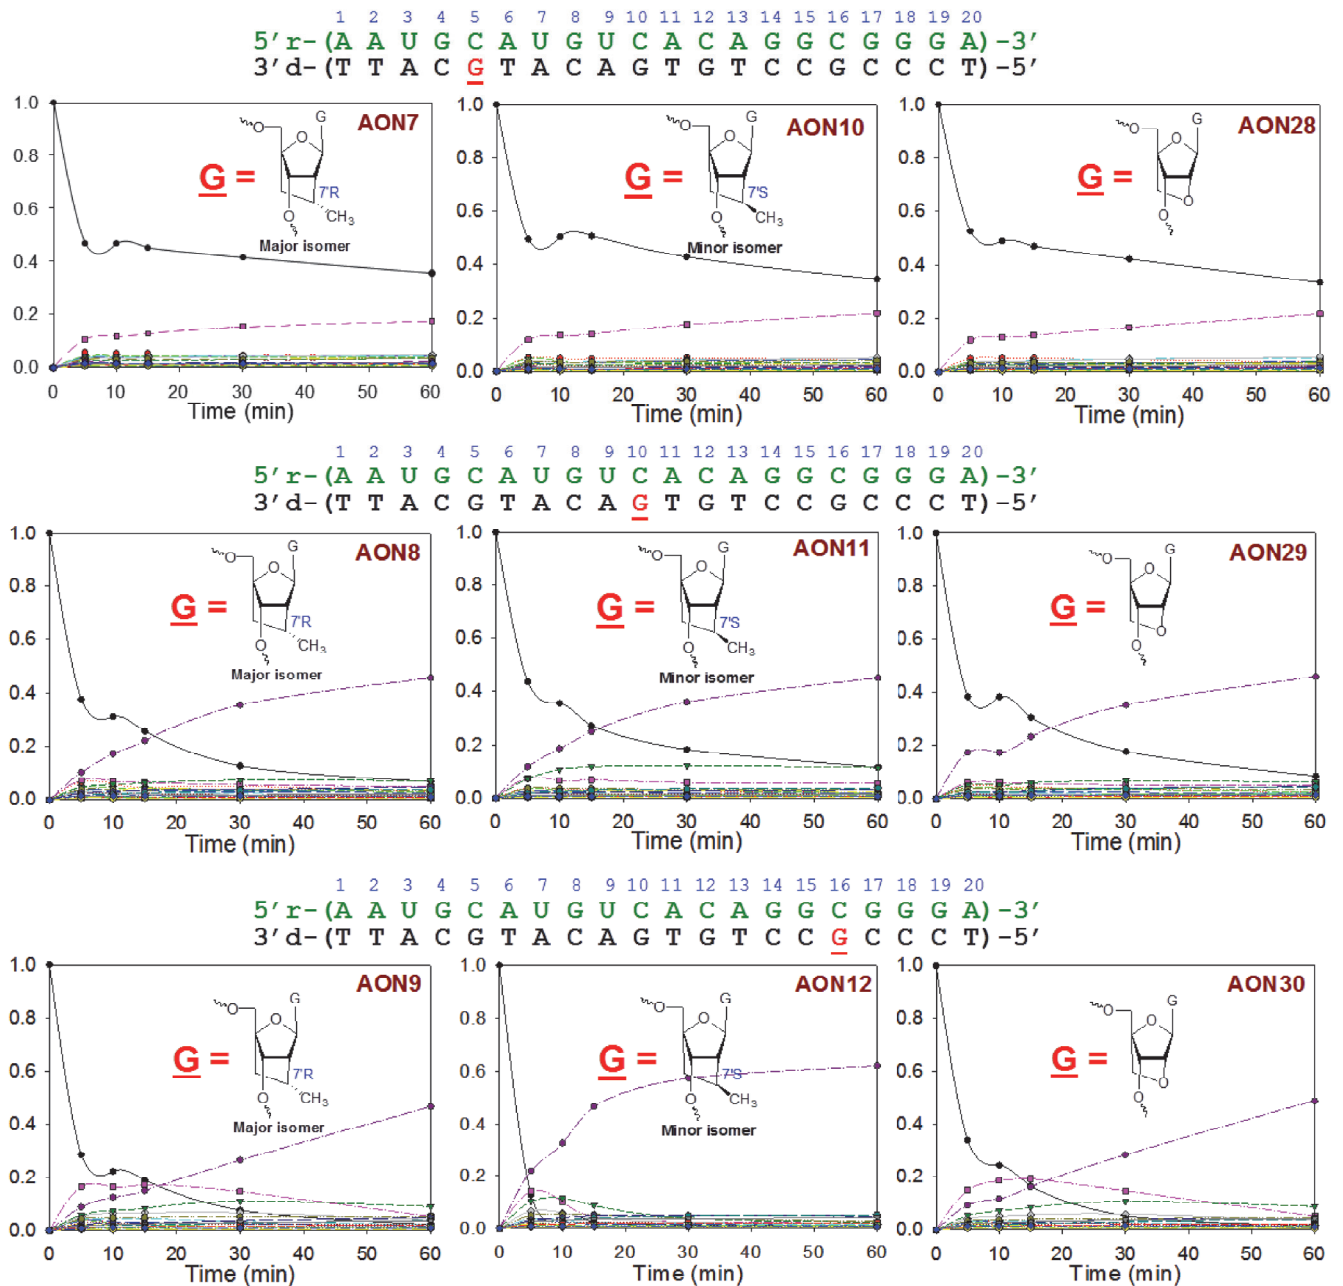 1 2 3 4 5 6 7 8 9 10 11 12 13 14 15 16 17 18 19 20
5′r-(A A U G C A U G U C A C A G G C G G G A)-3′
3′d-(T T A C G T A C A G T G T C C G C C C T)-5′
AON7
G =
O O G
7'R
O CH3
Major isomer
1.0
0.8
0.6
0.4
0.2
0.0
0 10 20 30 40 50 60
Time (min)
AON10
G =
O O G
7'S
O CH3
Minor isomer
1.0
0.8
0.6
0.4
0.2
0.0
0 10 20 30 40 50 60
Time (min)
AON28
G =
O O G
O O
1.0
0.8
0.6
0.4
0.2
0.0
0 10 20 30 40 50 60
Time (min)
1 2 3 4 5 6 7 8 9 10 11 12 13 14 15 16 17 18 19 20
5′r-(A A U G C A U G U C A C A G G C G G G A)-3′
3′d-(T T A C G T A C A G T G T C C G C C C T)-5′
AON8
G =
O O G
7'R
O CH3
Major isomer
1.0
0.8
0.6
0.4
0.2
0.0
0 10 20 30 40 50 60
Time (min)
AON11
G =
O O G
7'S
O CH3
Minor isomer
1.0
0.8
0.6
0.4
0.2
0.0
0 10 20 30 40 50 60
Time (min)
AON29
G =
O O G
O O
1.0
0.8
0.6
0.4
0.2
0.0
0 10 20 30 40 50 60
Time (min)
1 2 3 4 5 6 7 8 9 10 11 12 13 14 15 16 17 18 19 20
5′r-(A A U G C A U G U C A C A G G C G G G A)-3′
3′d-(T T A C G T A C A G T G T C C G C C C T)-5′
AON9
G =
O O G
7'R
O CH3
Major isomer
1.0
0.8
0.6
0.4
0.2
0.0
0 10 20 30 40 50 60
Time (min)
AON12
G =
O O G
7'S
O CH3
Minor isomer
1.0
0.8
0.6
0.4
0.2
0.0
0 10 20 30 40 50 60
Time (min)
AON30
G =
O O G
O O
1.0
0.8
0.6
0.4
0.2
0.0
0 10 20 30 40 50 60
Time (min)